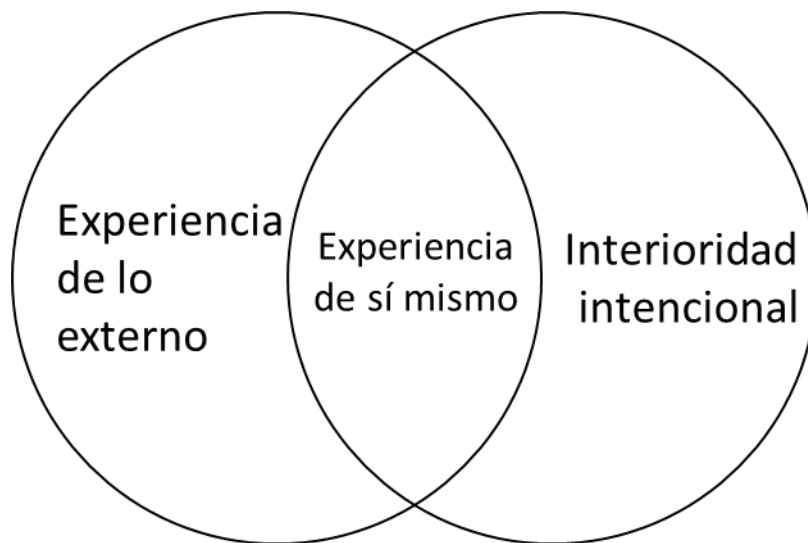 Experiencia
de lo
externo
Experiencia
de sí mismo
Interioridad
intencional